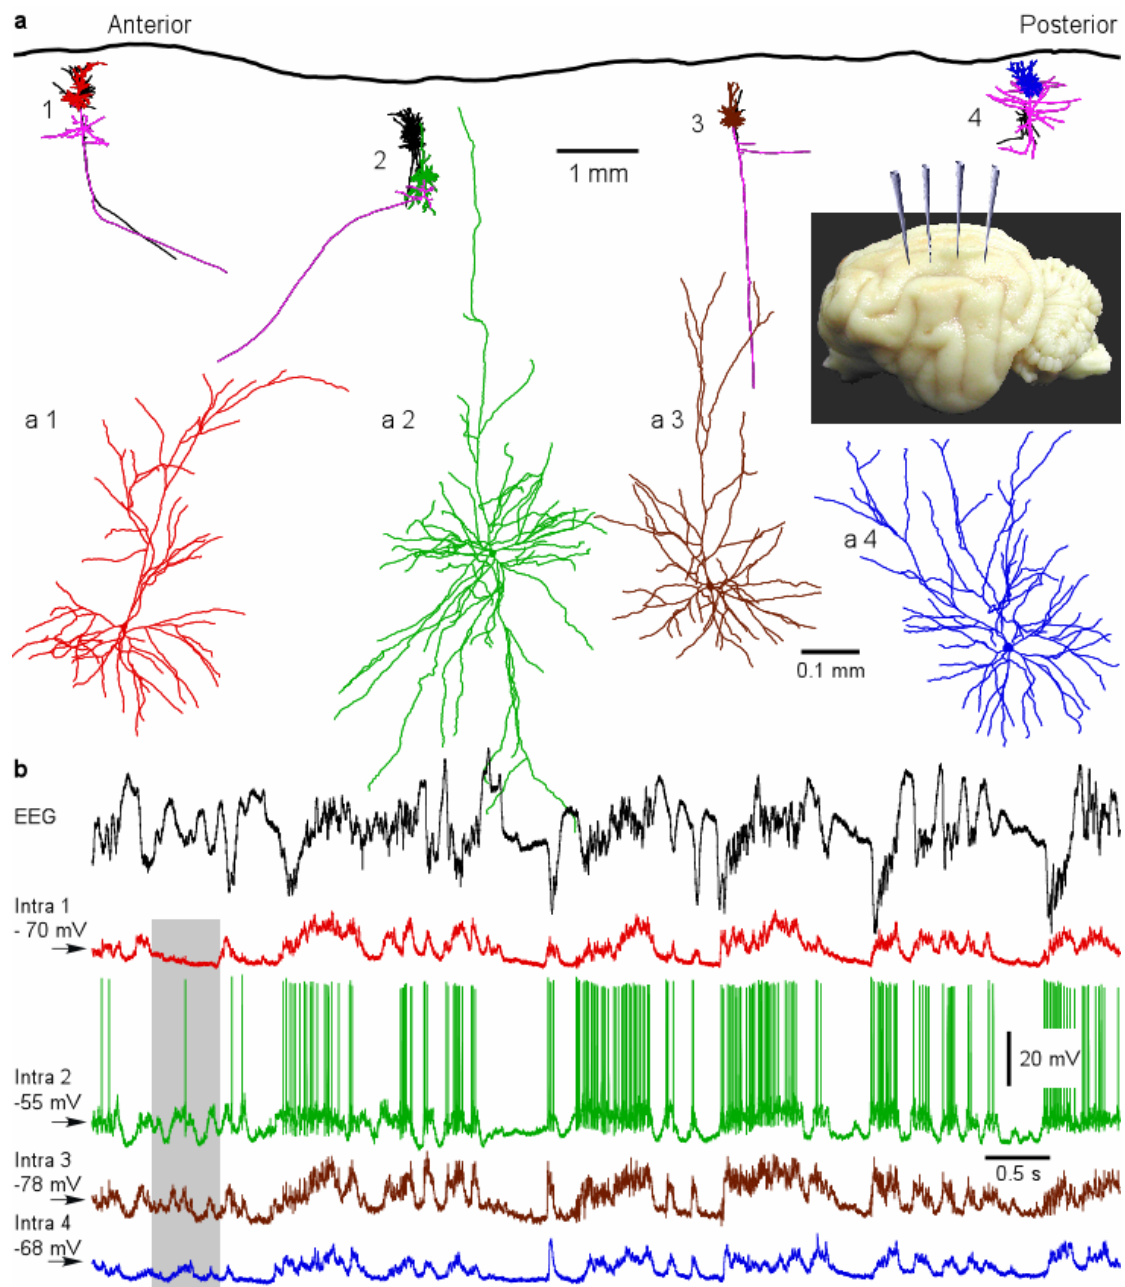 a
Anterior
Posterior
1
2
3
4
1 mm
a 1
a 2
a 3
a 4
0.1 mm
b
EEG
Intra 1
- 70 mV
20 mV
Intra 2
-55 mV
0.5 s
Intra 3
-78 mV
Intra 4
-68 mV